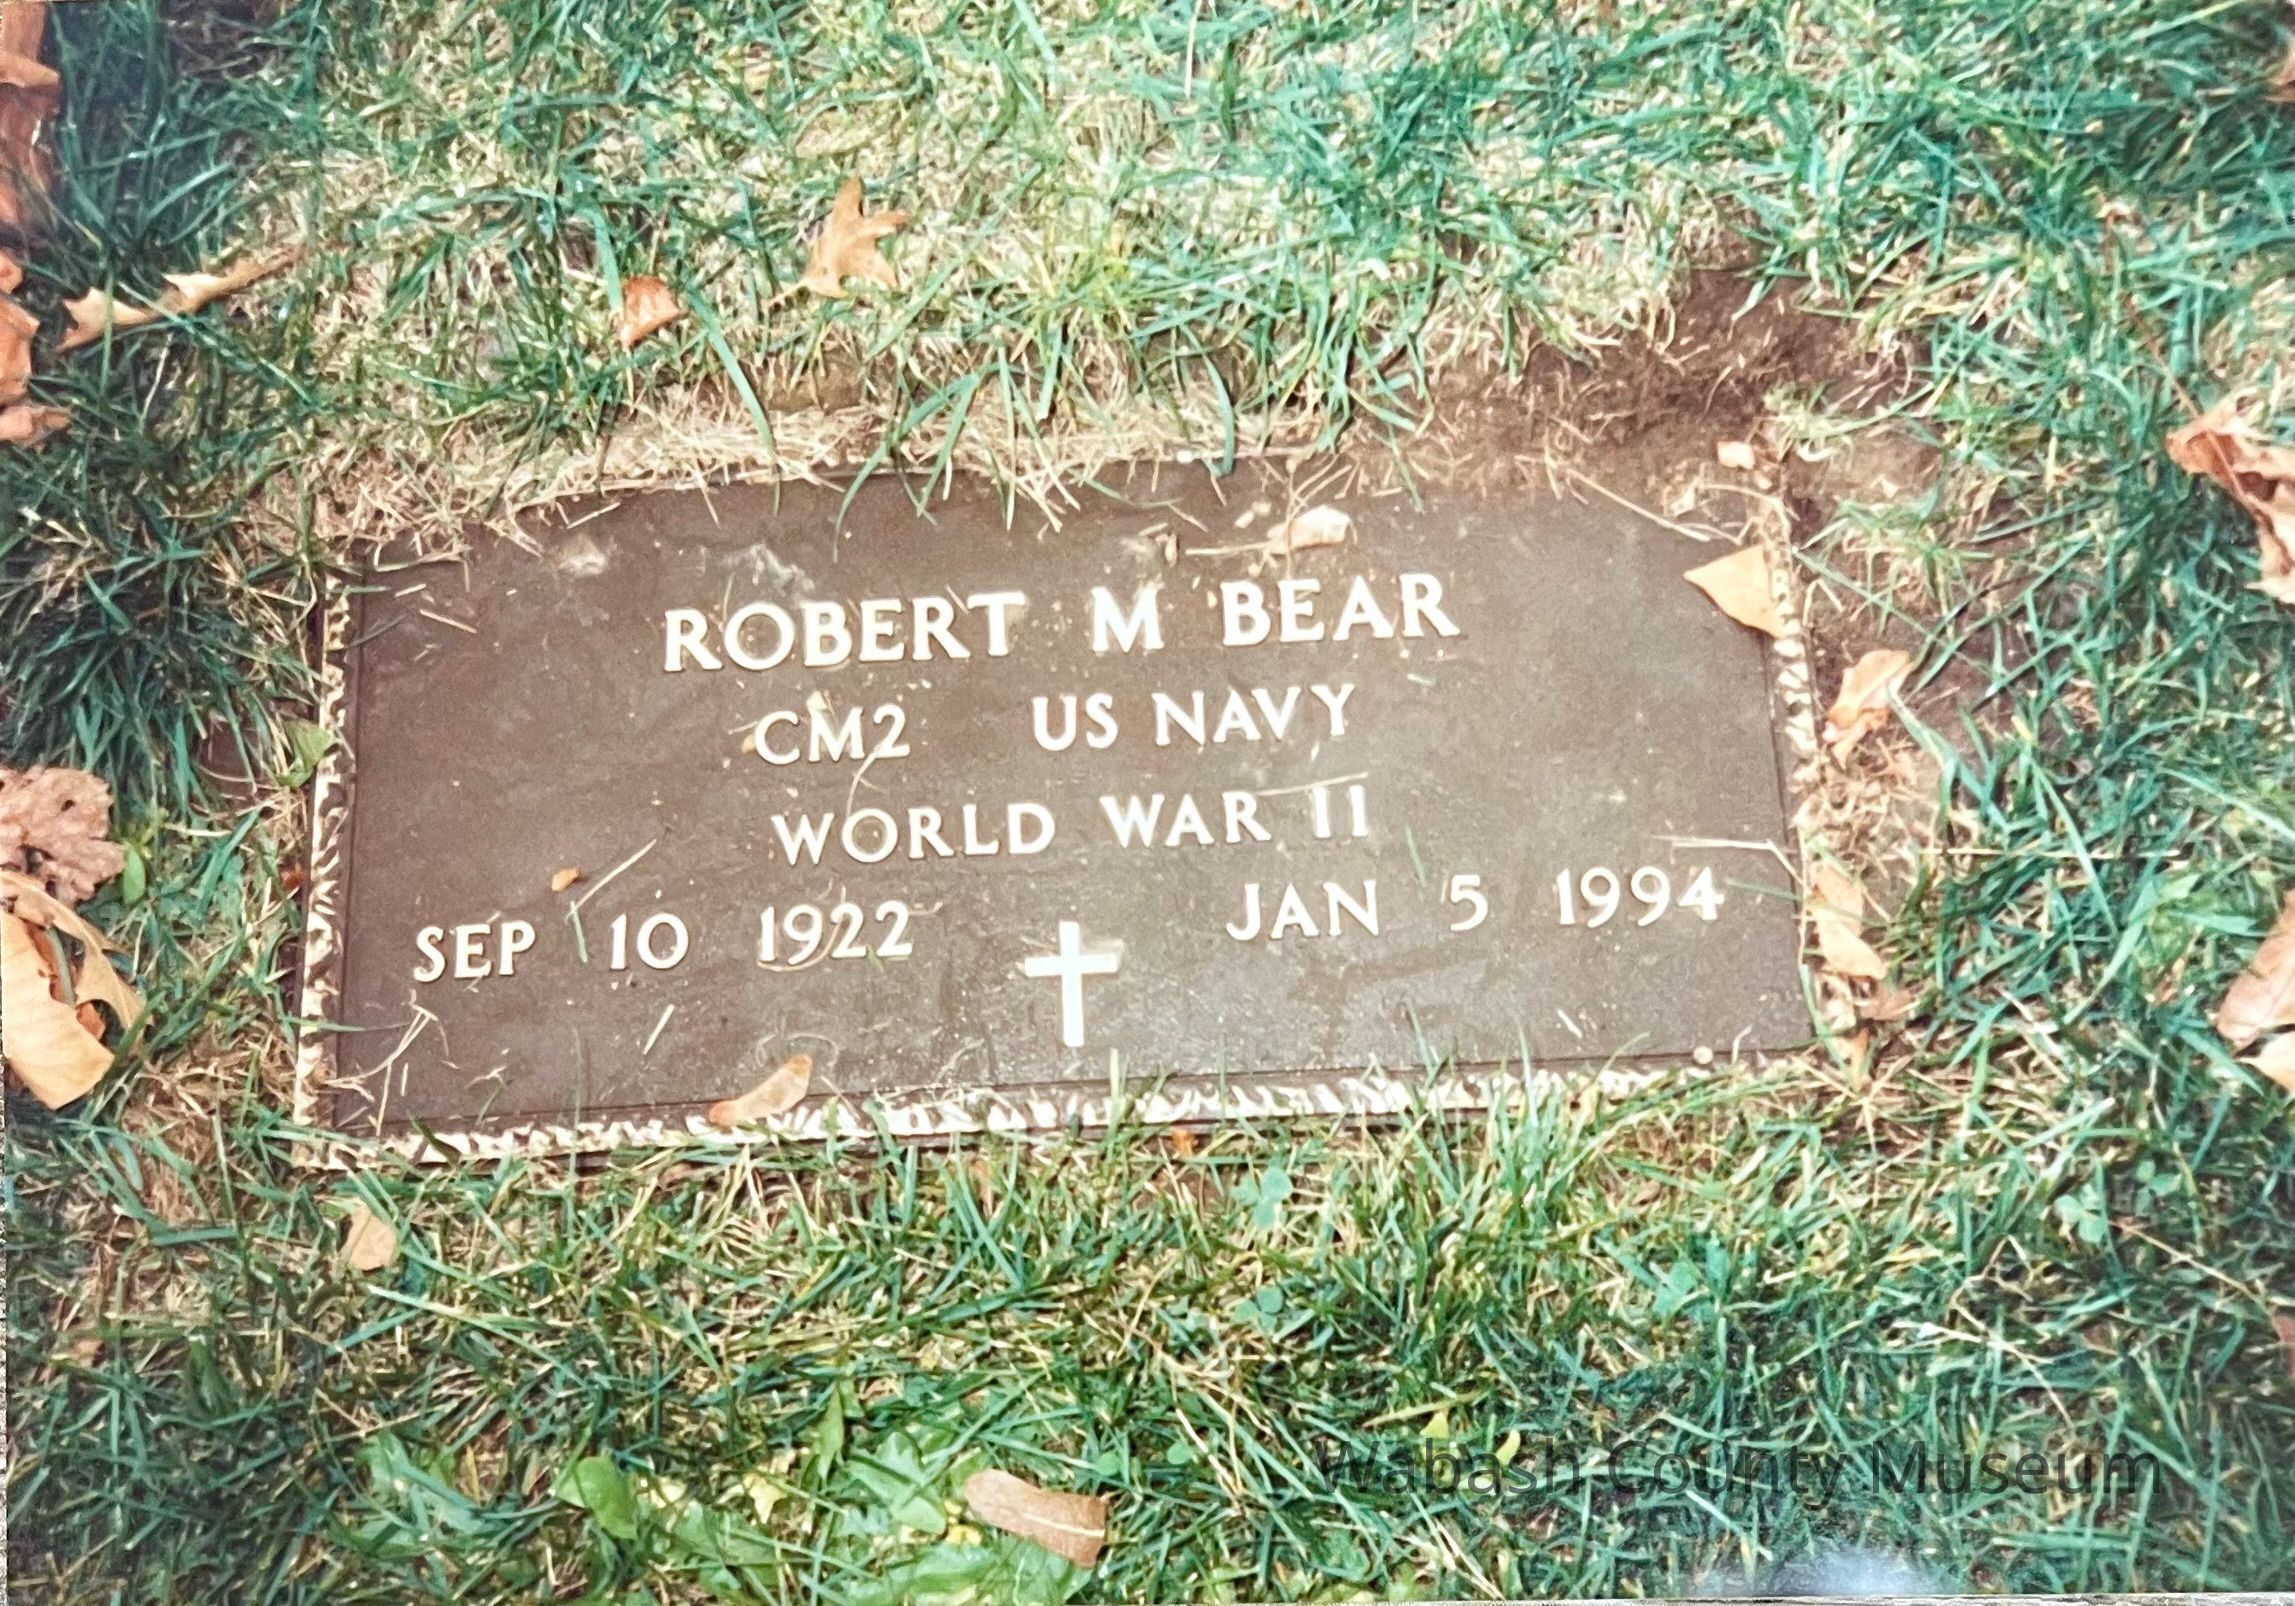 ROBERT M BEAR
CM2 US NAVY
WORLD WAR II
SEP 10 1922 JAN 5 1994
Wabash County Museum